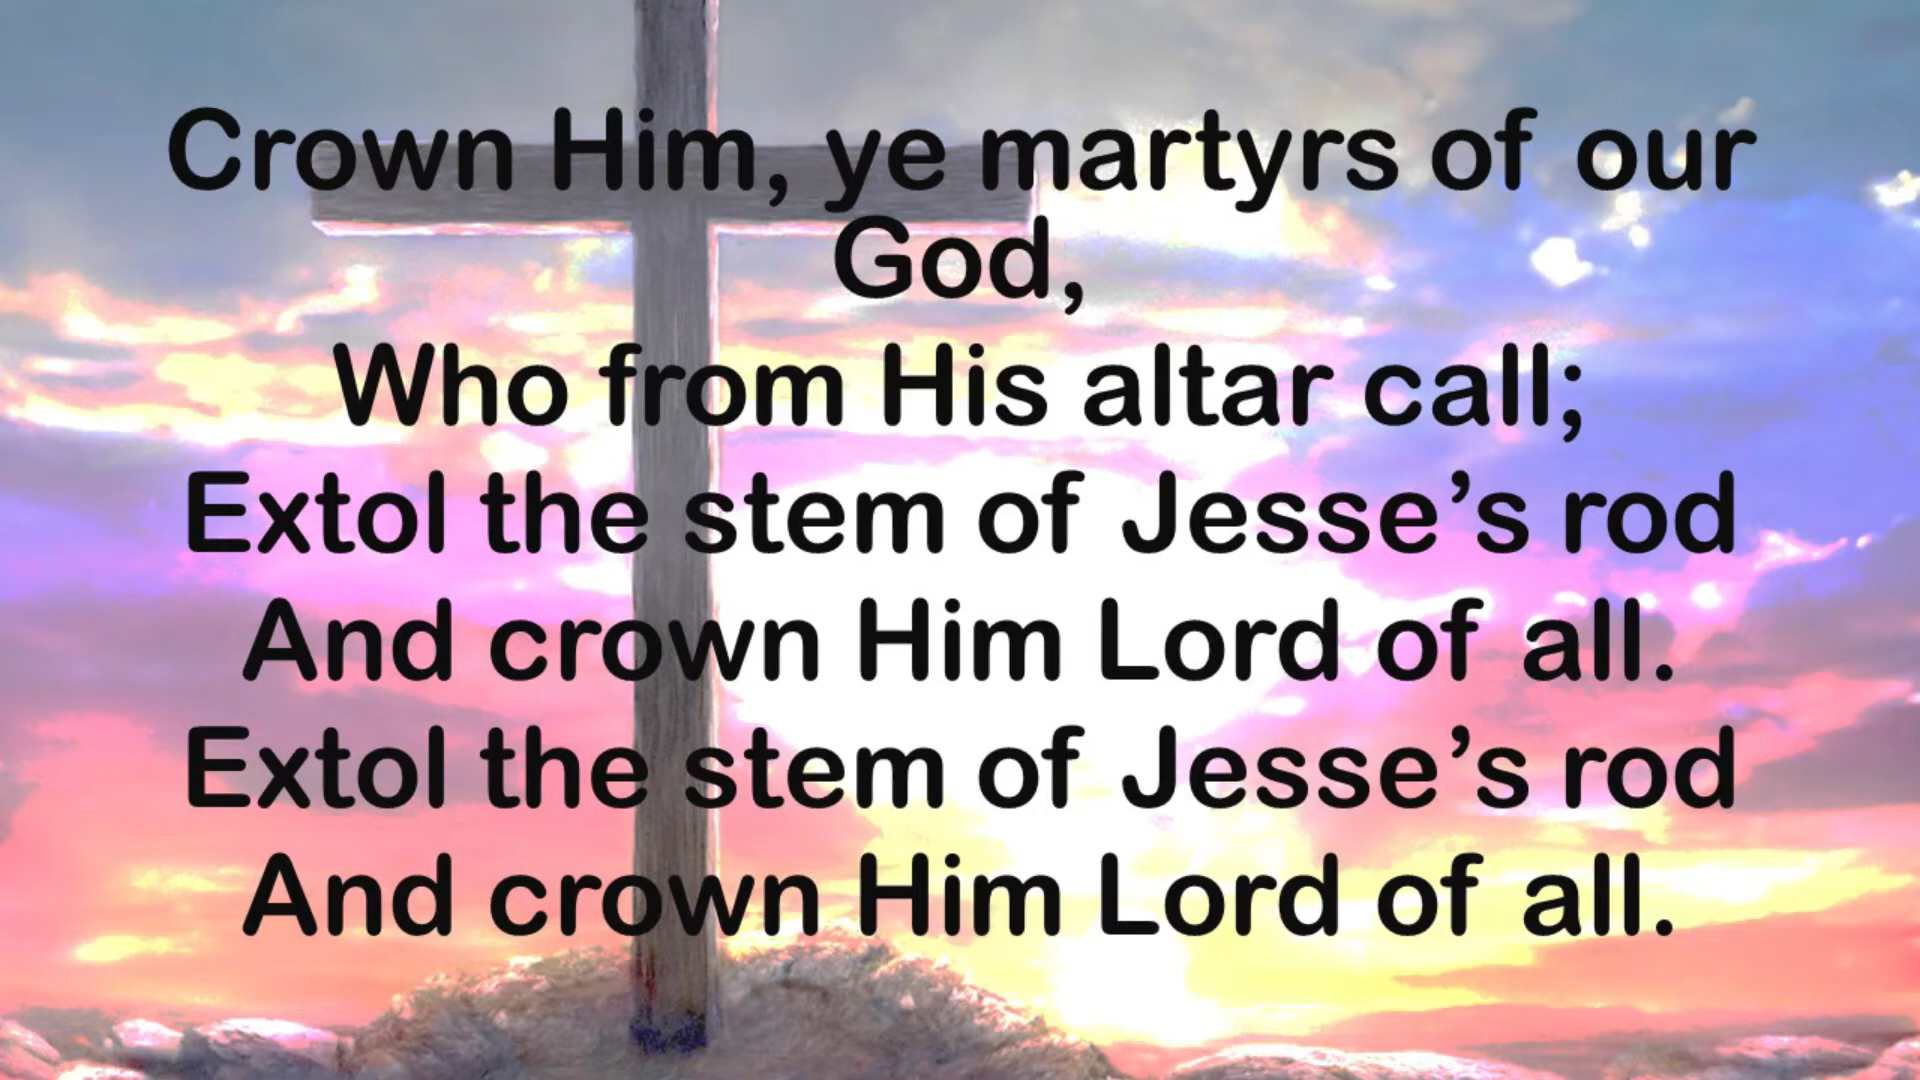 Crown Him, ye martyrs of our
God,
Who from His altar call;
Extol the stem of Jesse’s rod
And crown Him Lord of all.
Extol the stem of Jesse’s rod
And crown Him Lord of all.